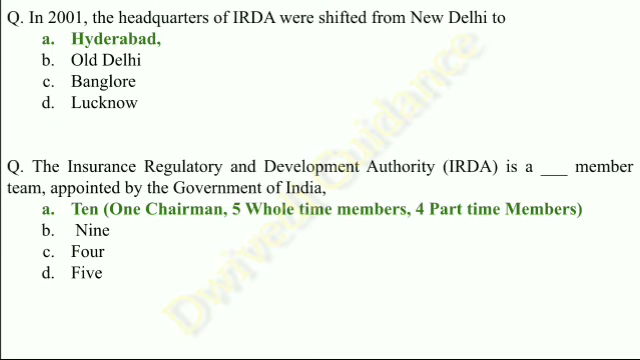 Q. In 2001, the headquarters of IRDA were shifted from New Delhi to
a. Hyderabad,
b. Old Delhi
c. Banglore
d. Lucknow
Q. The Insurance Regulatory and Development Authority (IRDA) is a ___ member
team, appointed by the Government of India,
a. Ten (One Chairman, 5 Whole time members, 4 Part time Members)
b. Nine
c. Four
d. Five
Dwivedi Guidance